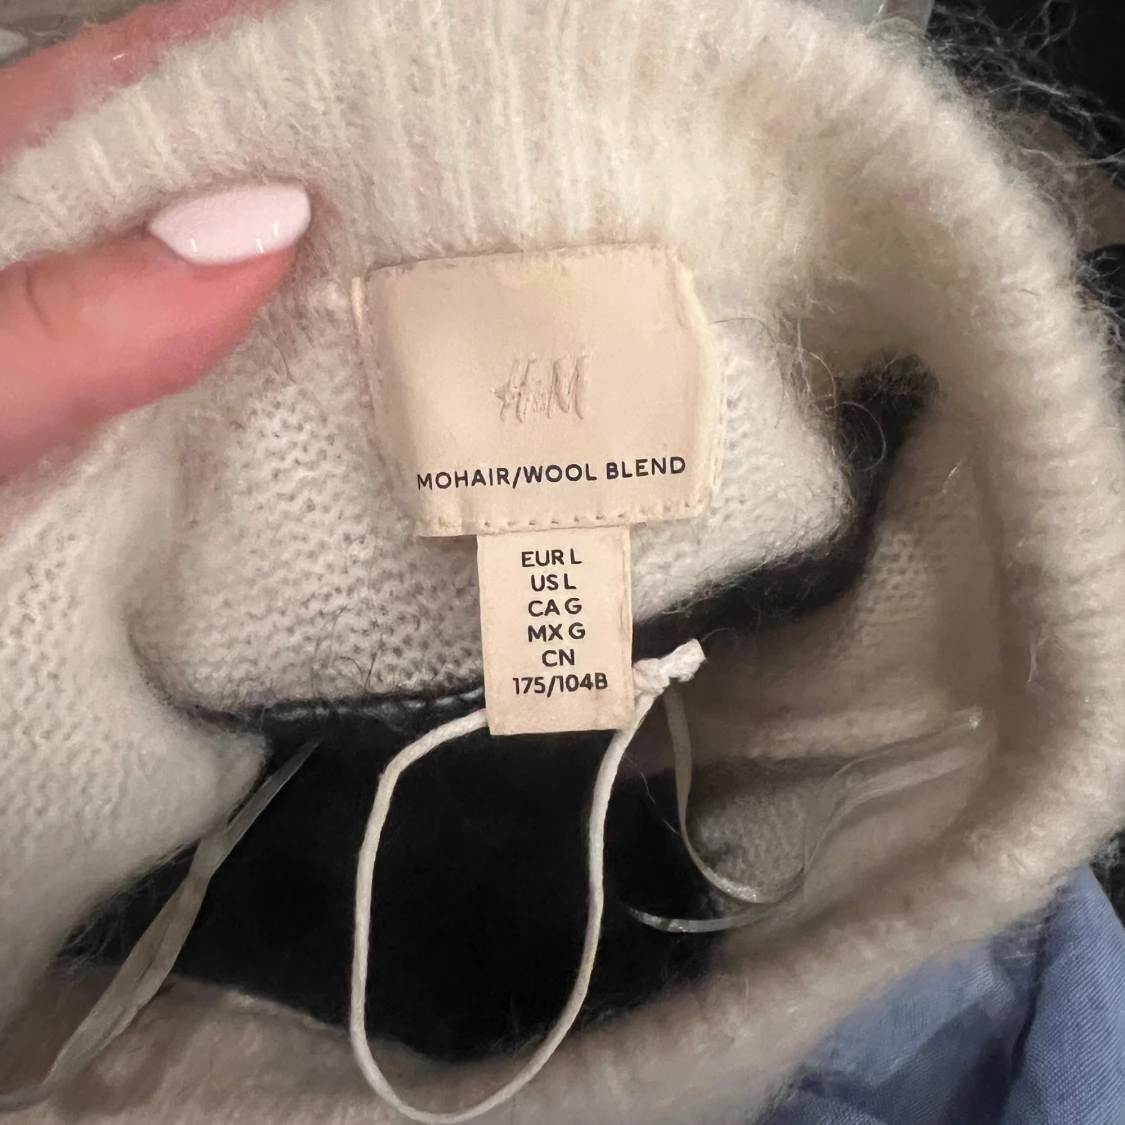 H&M
MOHAIR/WOOL BLEND
EUR L
US L
CA G
MX G
CN
175/104B